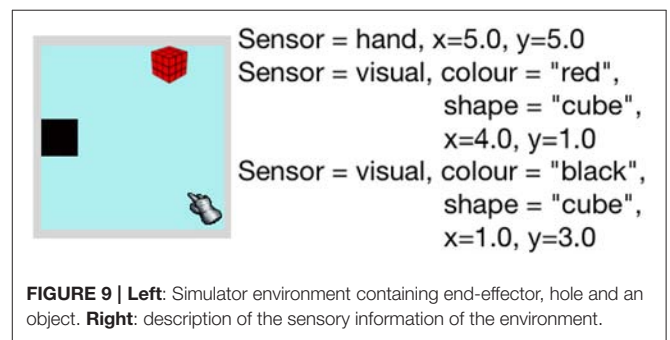 Sensor = hand, x=5.0, y=5.0
Sensor = visual, colour = "red",
shape = "cube",
x=4.0, y=1.0
Sensor = visual, colour = "black",
shape = "cube",
x=1.0, y=3.0
FIGURE 9 | Left: Simulator environment containing end-effector, hole and an
object. Right: description of the sensory information of the environment.